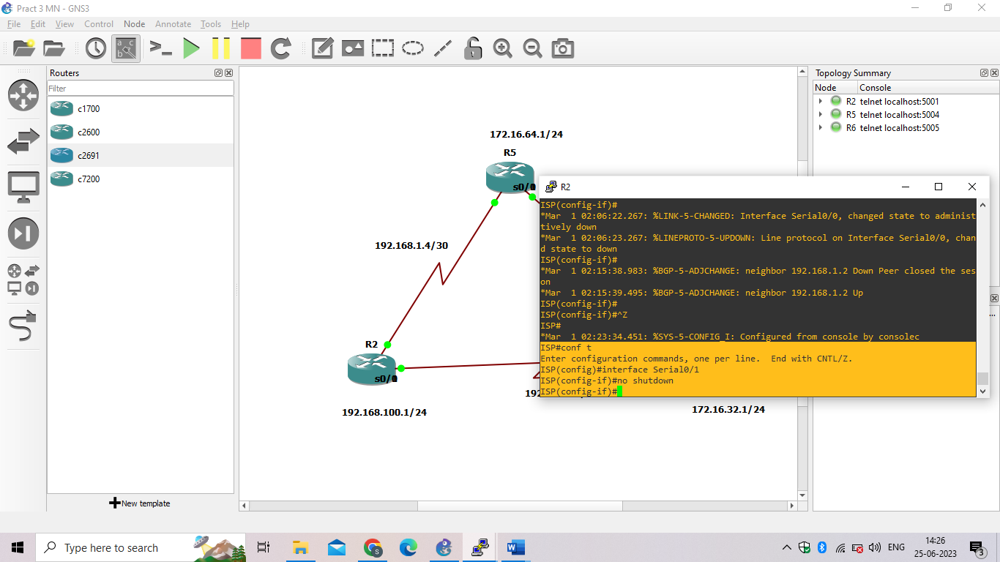 Pract 3 MN - GNS3
File Edit View Control Node Annotate Tools Help
Routers
Filter
c1700
c2600
c2691
c7200
New template
172.16.64.1/24
R5
192.168.1.4/30
R2
192.168.100.1/24
172.16.32.1/24
Topology Summary
Node Console
R2 telnet localhost:5001
R5 telnet localhost:5004
R6 telnet localhost:5005
R2
ISP(config-if)#
*Mar  1 02:06:22.267: %LINK-5-CHANGED: Interface Serial0/0, changed state to administ
tively down
*Mar  1 02:06:23.267: %LINEPROTO-5-UPDOWN: Line protocol on Interface Serial0/0, chan
d state to down
ISP(config-if)#
*Mar  1 02:15:38.983: %BGP-5-ADJCHANGE: neighbor 192.168.1.2 Down Peer closed the ses
on
*Mar  1 02:15:39.495: %BGP-5-ADJCHANGE: neighbor 192.168.1.2 Up
ISP(config-if)#
ISP(config-if)#^Z
ISP#
*Mar  1 02:23:34.451: %SYS-5-CONFIG_I: Configured from console by consolec
ISP#conf t
Enter configuration commands, one per line.  End with CNTL/Z.
ISP(config)#interface Serial0/1
ISP(config-if)#no shutdown
ISP(config-if)#
Type here to search
ENG
14:26
25-06-2023
3